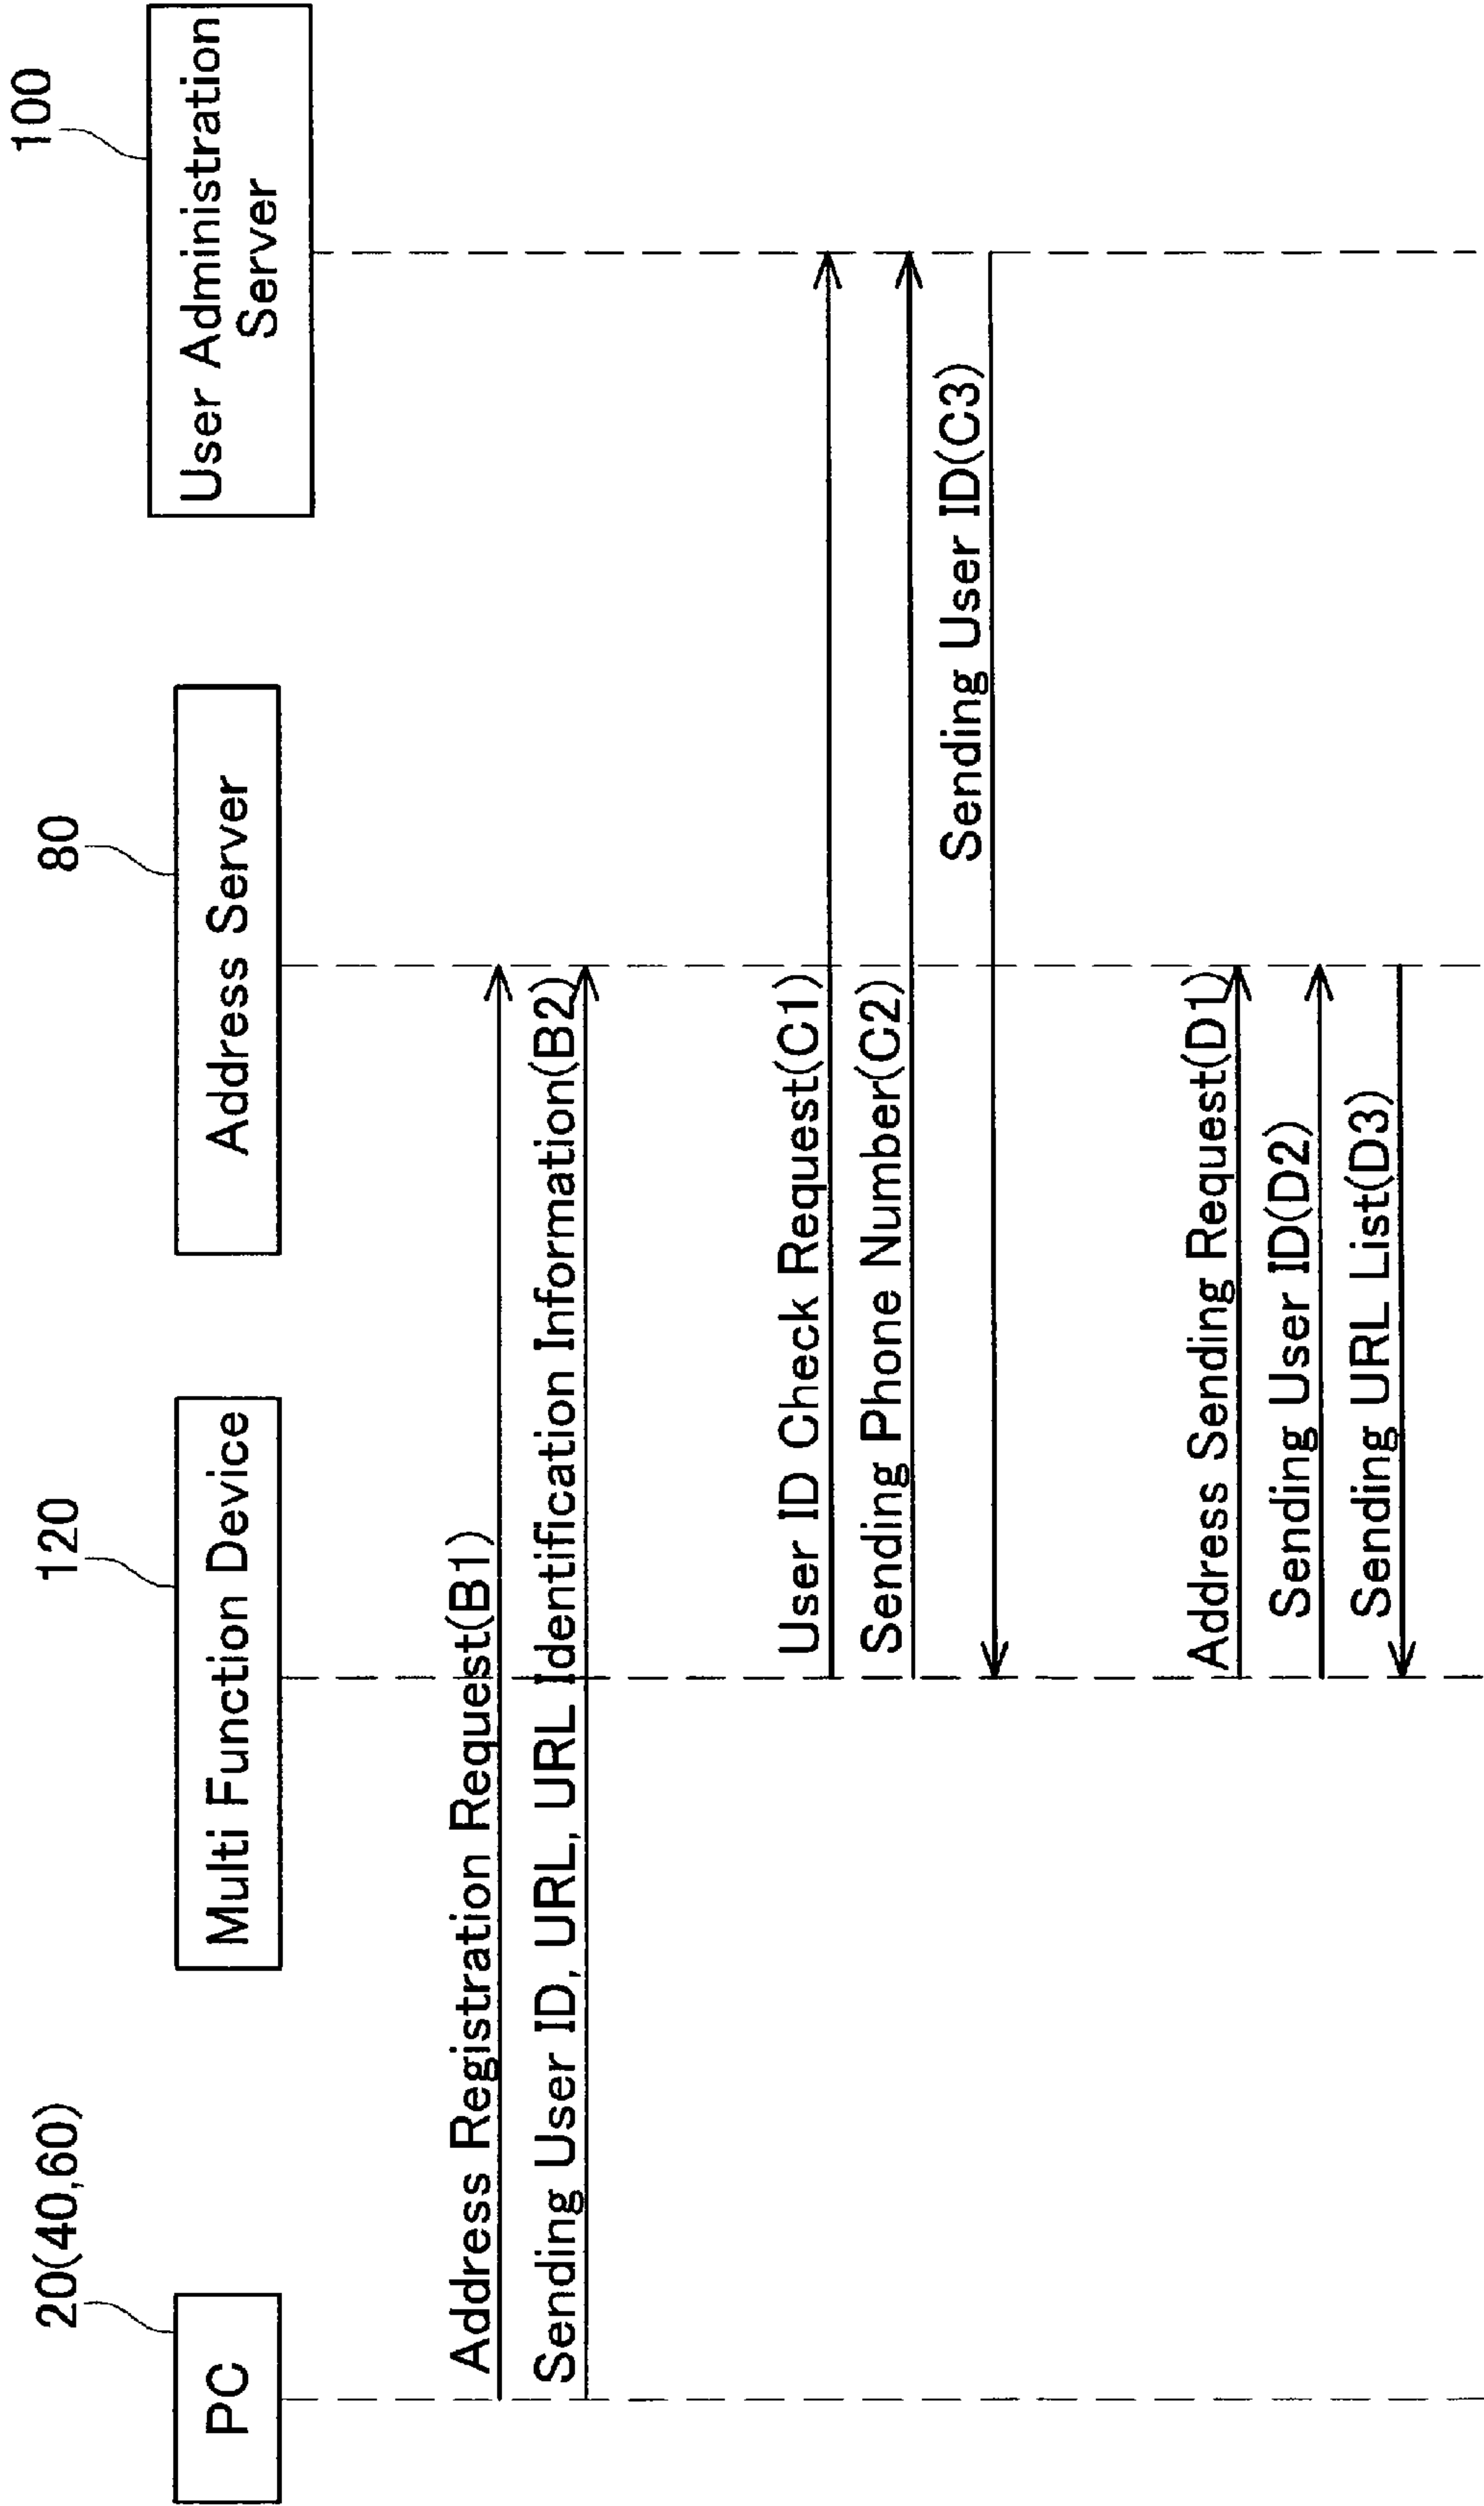 20(40,60)
120
80
100
PC
Multi Function Device
Address Server
User Administration
Server
Address Registration Request(B1)
Sending User ID, URL, URL Identification Information(B2)
User ID Check Request(C1)
Sending Phone Number(C2)
Sending User ID(C3)
Address Sending Request(D1)
Sending User ID(D2)
Sending URL List(D3)